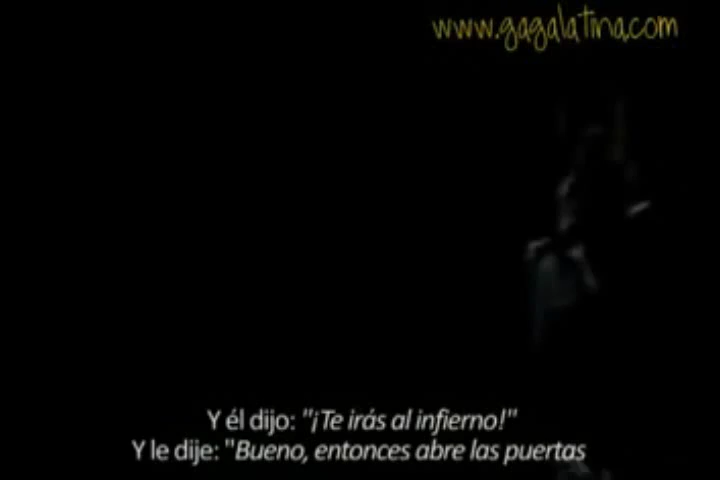 www.gagalatina.com
Y él dijo: "¡Te irás al infierno!"
Y le dije: "Bueno, entonces abre las puertas